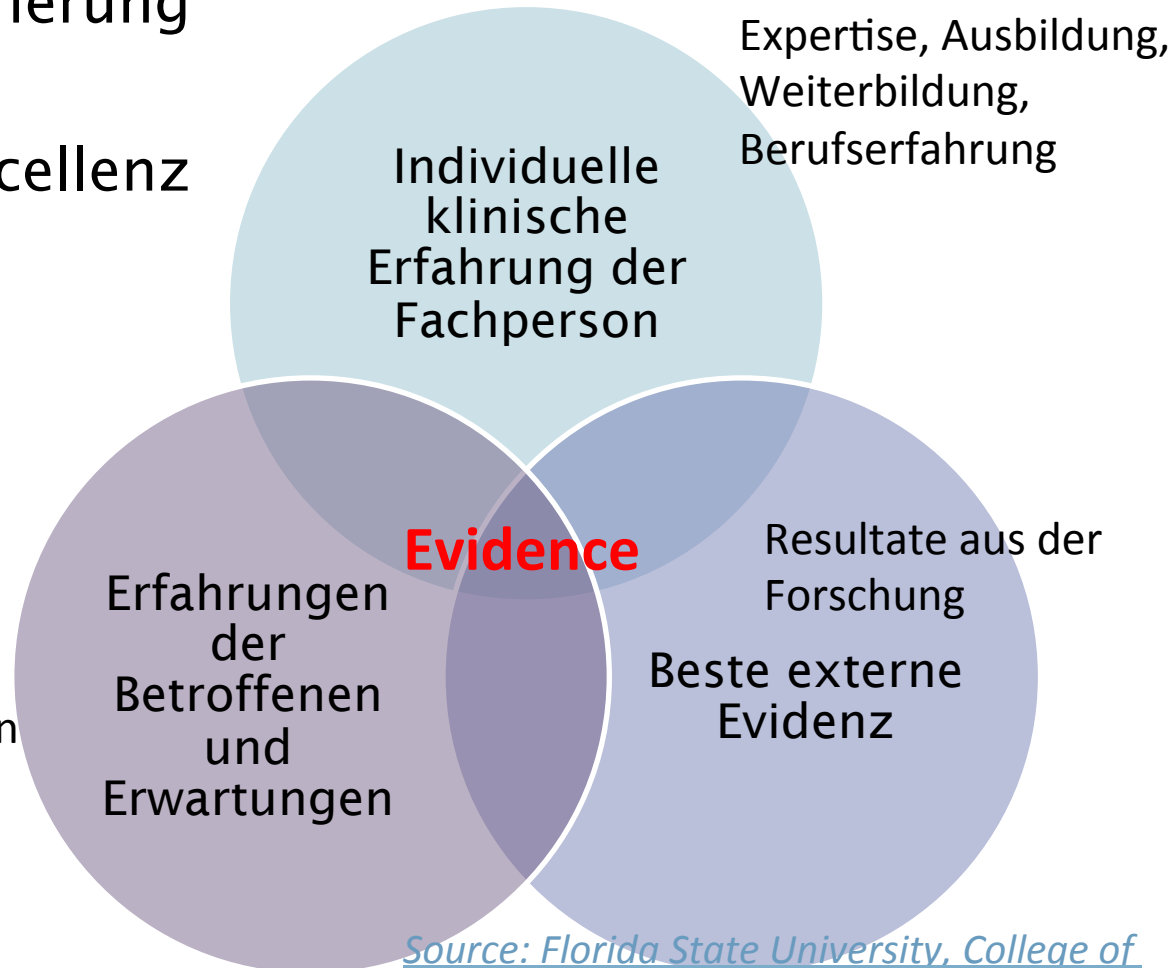 ierung
cellenz
Expertise, Ausbildung,
Weiterbildung,
Berufserfahrung
Individuelle
klinische
Erfahrung der
Fachperson
Evidence
Resultate aus der
Forschung
Erfahrungen
der
Betroffenen
und
Erwartungen
n
Beste externe
Evidenz
Source: Florida State University, College of